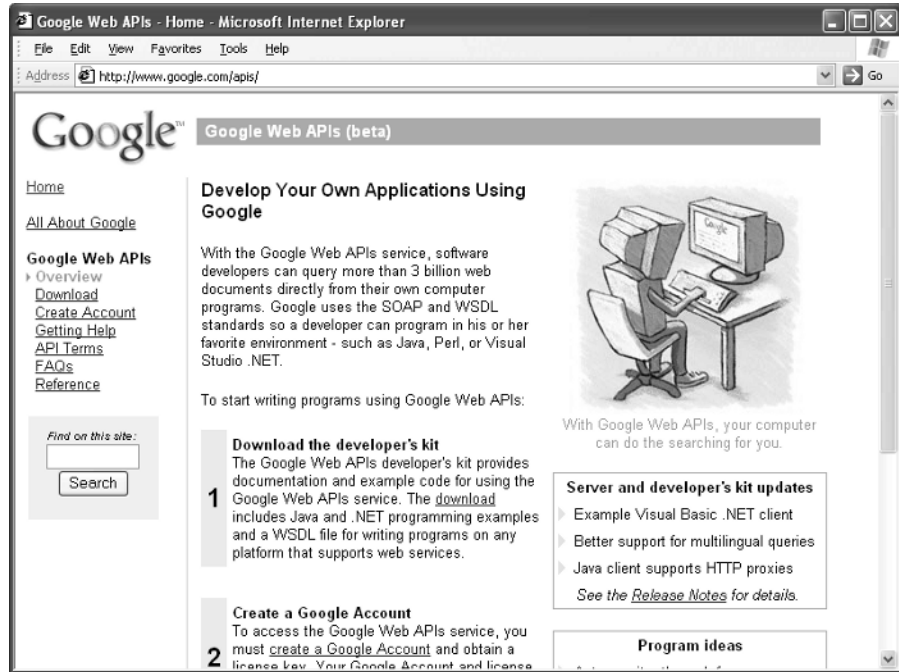 Google Web APIs - Home - Microsoft Internet Explorer
File Edit View Favorites Tools Help
Address http://www.google.com/apis/ Go
Google™
Google Web APIs (beta)
Home
All About Google
Google Web APIs
Overview
Download
Create Account
Getting Help
API Terms
FAQs
Reference
Find on this site:
Search
Develop Your Own Applications Using
Google
With the Google Web APIs service, software
developers can query more than 3 billion web
documents directly from their own computer
programs. Google uses the SOAP and WSDL
standards so a developer can program in his or her
favorite environment - such as Java, Perl, or Visual
Studio .NET.
To start writing programs using Google Web APIs:
1
Download the developer's kit
The Google Web APIs developer's kit provides
documentation and example code for using the
Google Web APIs service. The download
includes Java and .NET programming examples
and a WSDL file for writing programs on any
platform that supports web services.
2
Create a Google Account
To access the Google Web APIs service, you
must create a Google Account and obtain a
license key. Your Google Account and license
Google
With Google Web APIs, your computer
can do the searching for you.
Server and developer's kit updates
Example Visual Basic .NET client
Better support for multilingual queries
Java client supports HTTP proxies
See the Release Notes for details.
Program ideas